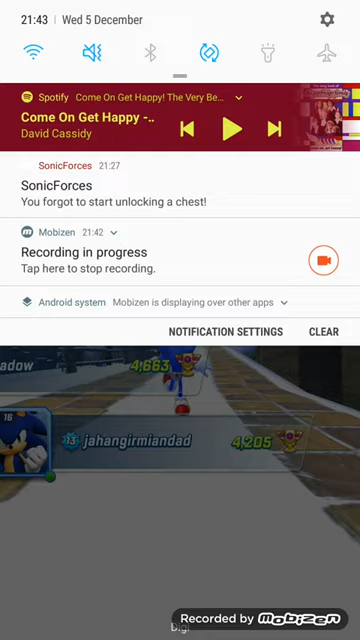 21:43 | Wed 5 December
Spotify Come On Get Happy! The Very Be...
Come On Get Happy -..
David Cassidy
SonicForces 21:27
SonicForces
You forgot to start unlocking a chest!
Mobizen 21:42
Recording in progress
Tap here to stop recording.
Android system Mobizen is displaying over other apps
NOTIFICATION SETTINGS CLEAR
adow 4,663
16
13 jahangirmiandad 4,205
Digi
Recorded by MOBIZEN